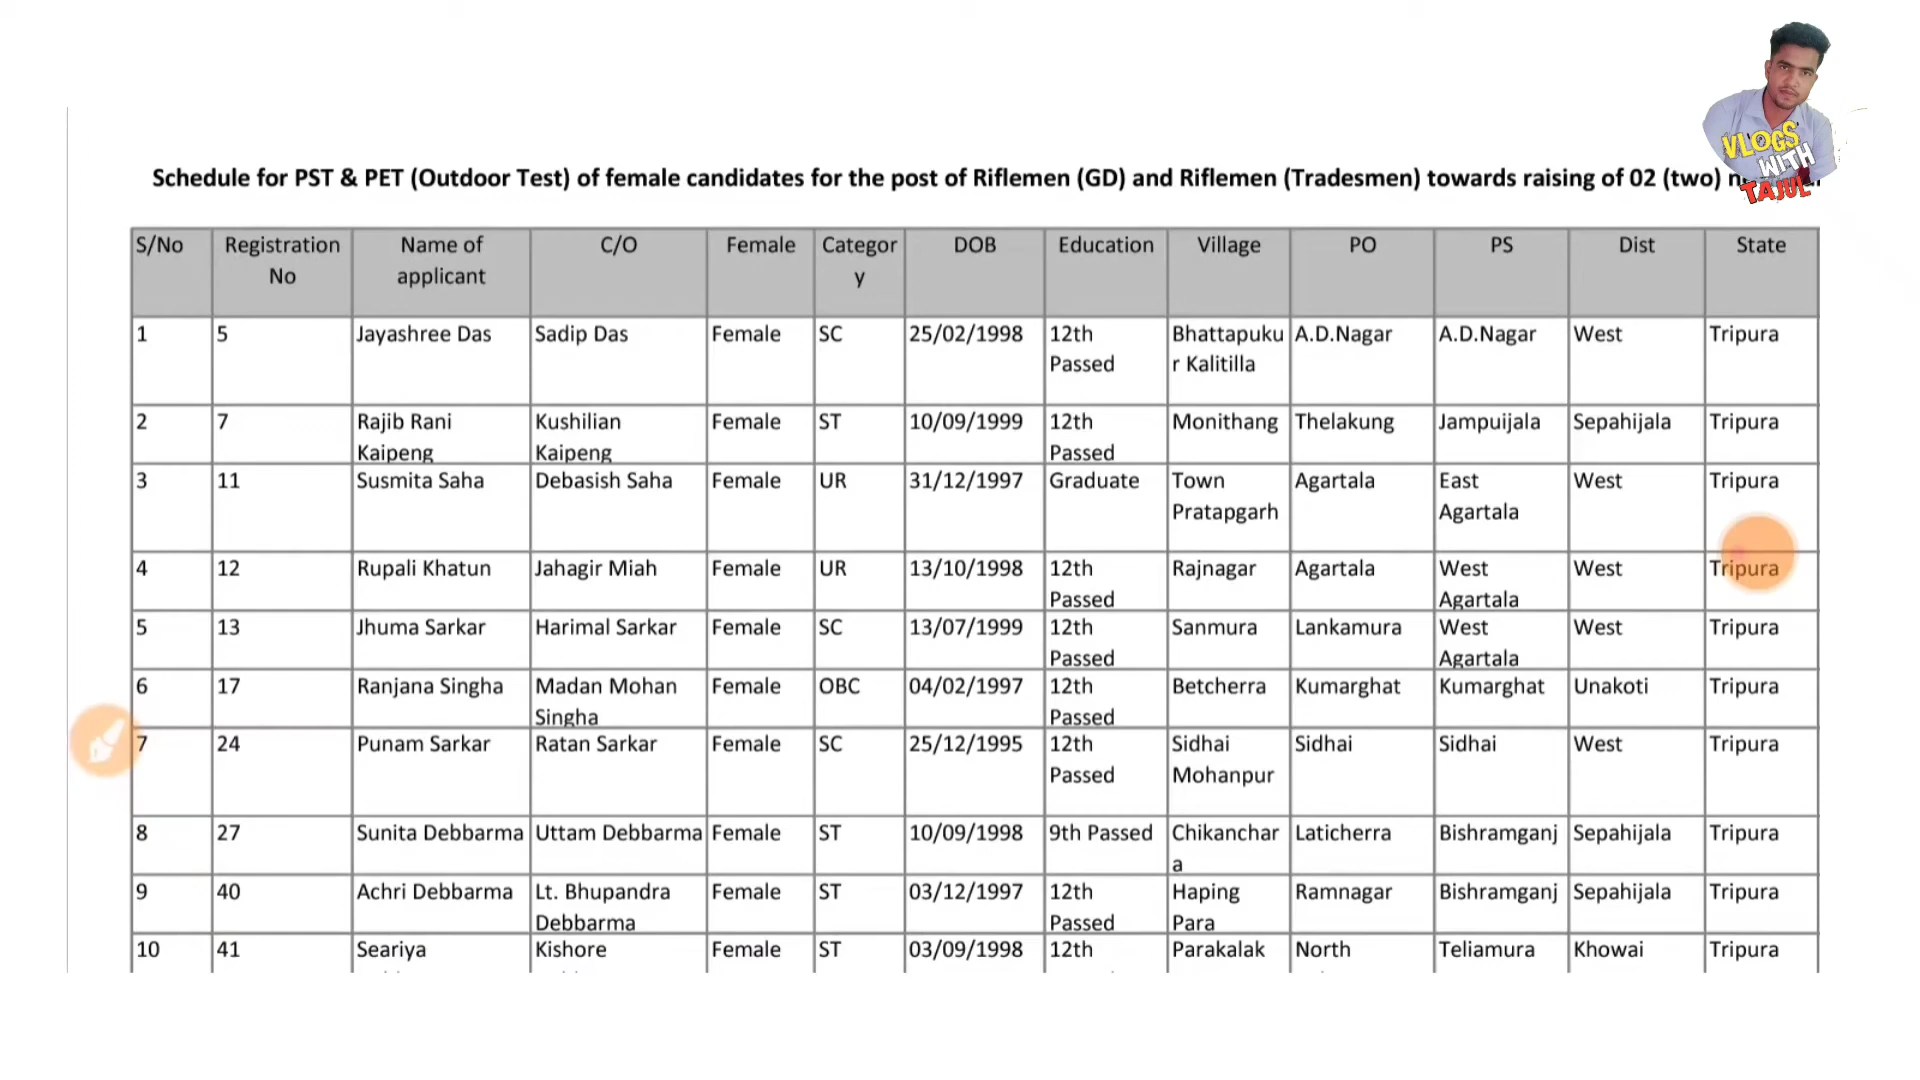 VLOGS
WITH
TAJUL
Schedule for PST & PET (Outdoor Test) of female candidates for the post of Riflemen (GD) and Riflemen (Tradesmen) towards raising of 02 (two)
S/No Registration Name of C/O Female Categor DOB Education Village PO PS Dist State
No applicant y
1 5 Jayashree Das Sadip Das Female SC 25/02/1998 12th Bhattapuku A.D.Nagar A.D.Nagar West Tripura
Passed r Kalitilla
2 7 Rajib Rani Kushilian Female ST 10/09/1999 12th Monithang Thelakung Jampuijala Sepahijala Tripura
Kaipeng Kaipeng Passed
3 11 Susmita Saha Debasish Saha Female UR 31/12/1997 Graduate Town Agartala East West Tripura
Pratapgarh Agartala
4 12 Rupali Khatun Jahagir Miah Female UR 13/10/1998 12th Rajnagar Agartala West West Tripura
Passed Agartala
5 13 Jhuma Sarkar Harimal Sarkar Female SC 13/07/1999 12th Sanmura Lankamura West West Tripura
Passed Agartala
6 17 Ranjana Singha Madan Mohan Female OBC 04/02/1997 12th Betcherra Kumarghat Kumarghat Unakoti Tripura
Singha Passed
7 24 Punam Sarkar Ratan Sarkar Female SC 25/12/1995 12th Sidhai Sidhai Sidhai West Tripura
Passed Mohanpur
8 27 Sunita Debbarma Uttam Debbarma Female ST 10/09/1998 9th Passed Chikanchar Laticherra Bishramganj Sepahijala Tripura
a
9 40 Achri Debbarma Lt. Bhupandra Female ST 03/12/1997 12th Haping Ramnagar Bishramganj Sepahijala Tripura
Debbarma Passed Para
10 41 Seariya Kishore Female ST 03/09/1998 12th Parakalak North Teliamura Khowai Tripura